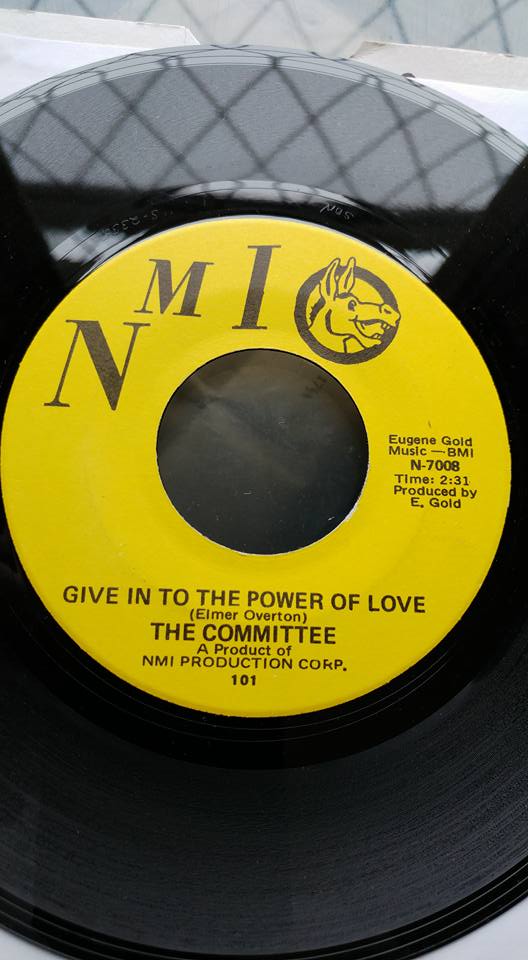 NMI
Eugene Gold
Music — BMI
N-7008
Time: 2:31
Produced by
E. Gold
GIVE IN TO THE POWER OF LOVE
(Elmer Overton)
THE COMMITTEE
A Product of
NMI PRODUCTION CORP.
101